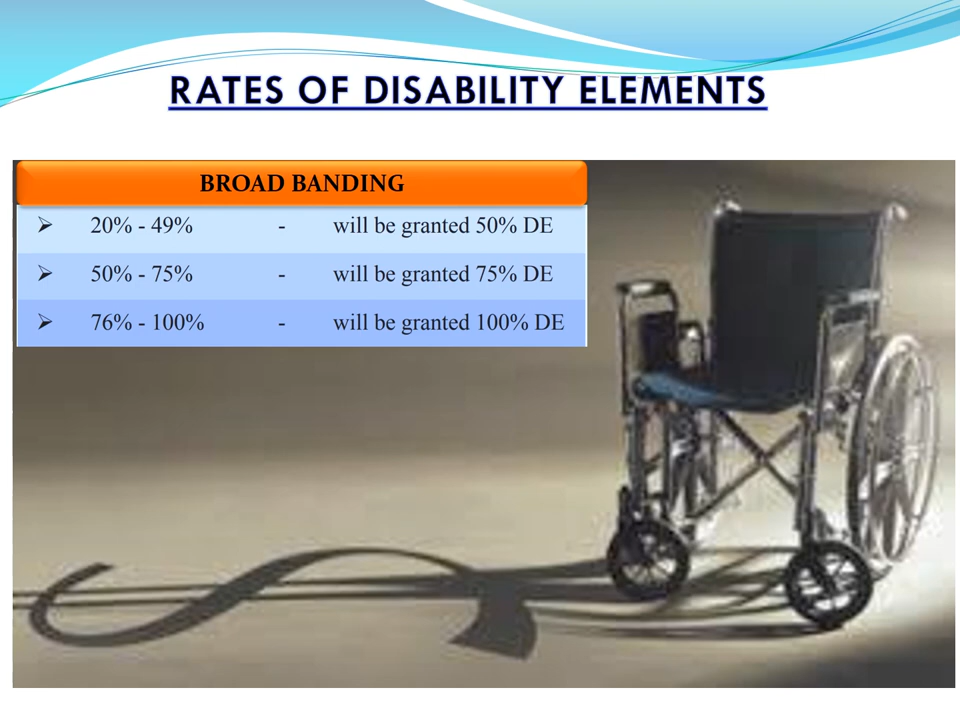 RATES OF DISABILITY ELEMENTS
BROAD BANDING
➢ 20% - 49% - will be granted 50% DE
➢ 50% - 75% - will be granted 75% DE
➢ 76% - 100% - will be granted 100% DE